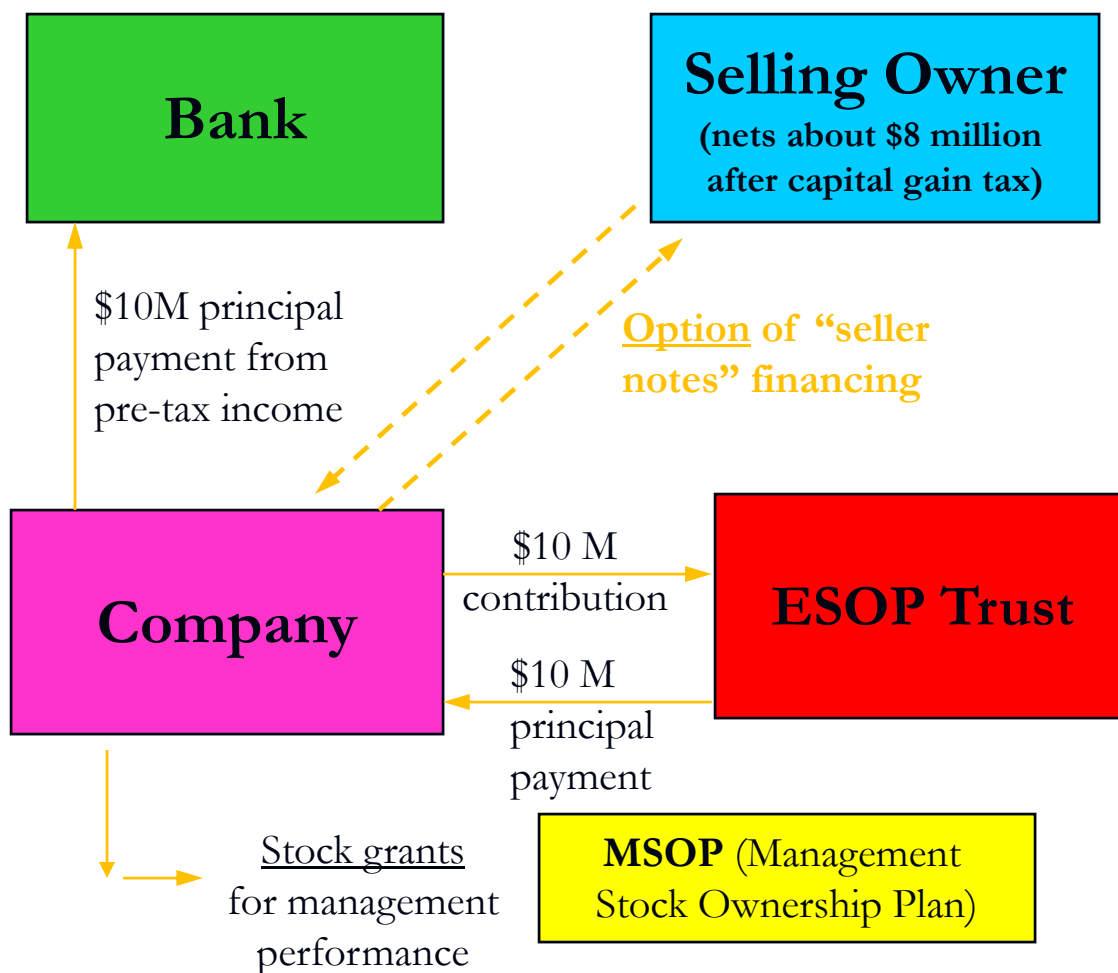 Bank
Selling Owner
(nets about $8 million
after capital gain tax)
$10M principal
payment from
pre-tax income
Option of “seller
notes” financing
Company
$10 M
contribution
ESOP Trust
$10 M
principal
payment
Stock grants
for management
performance
MSOP (Management
Stock Ownership Plan)